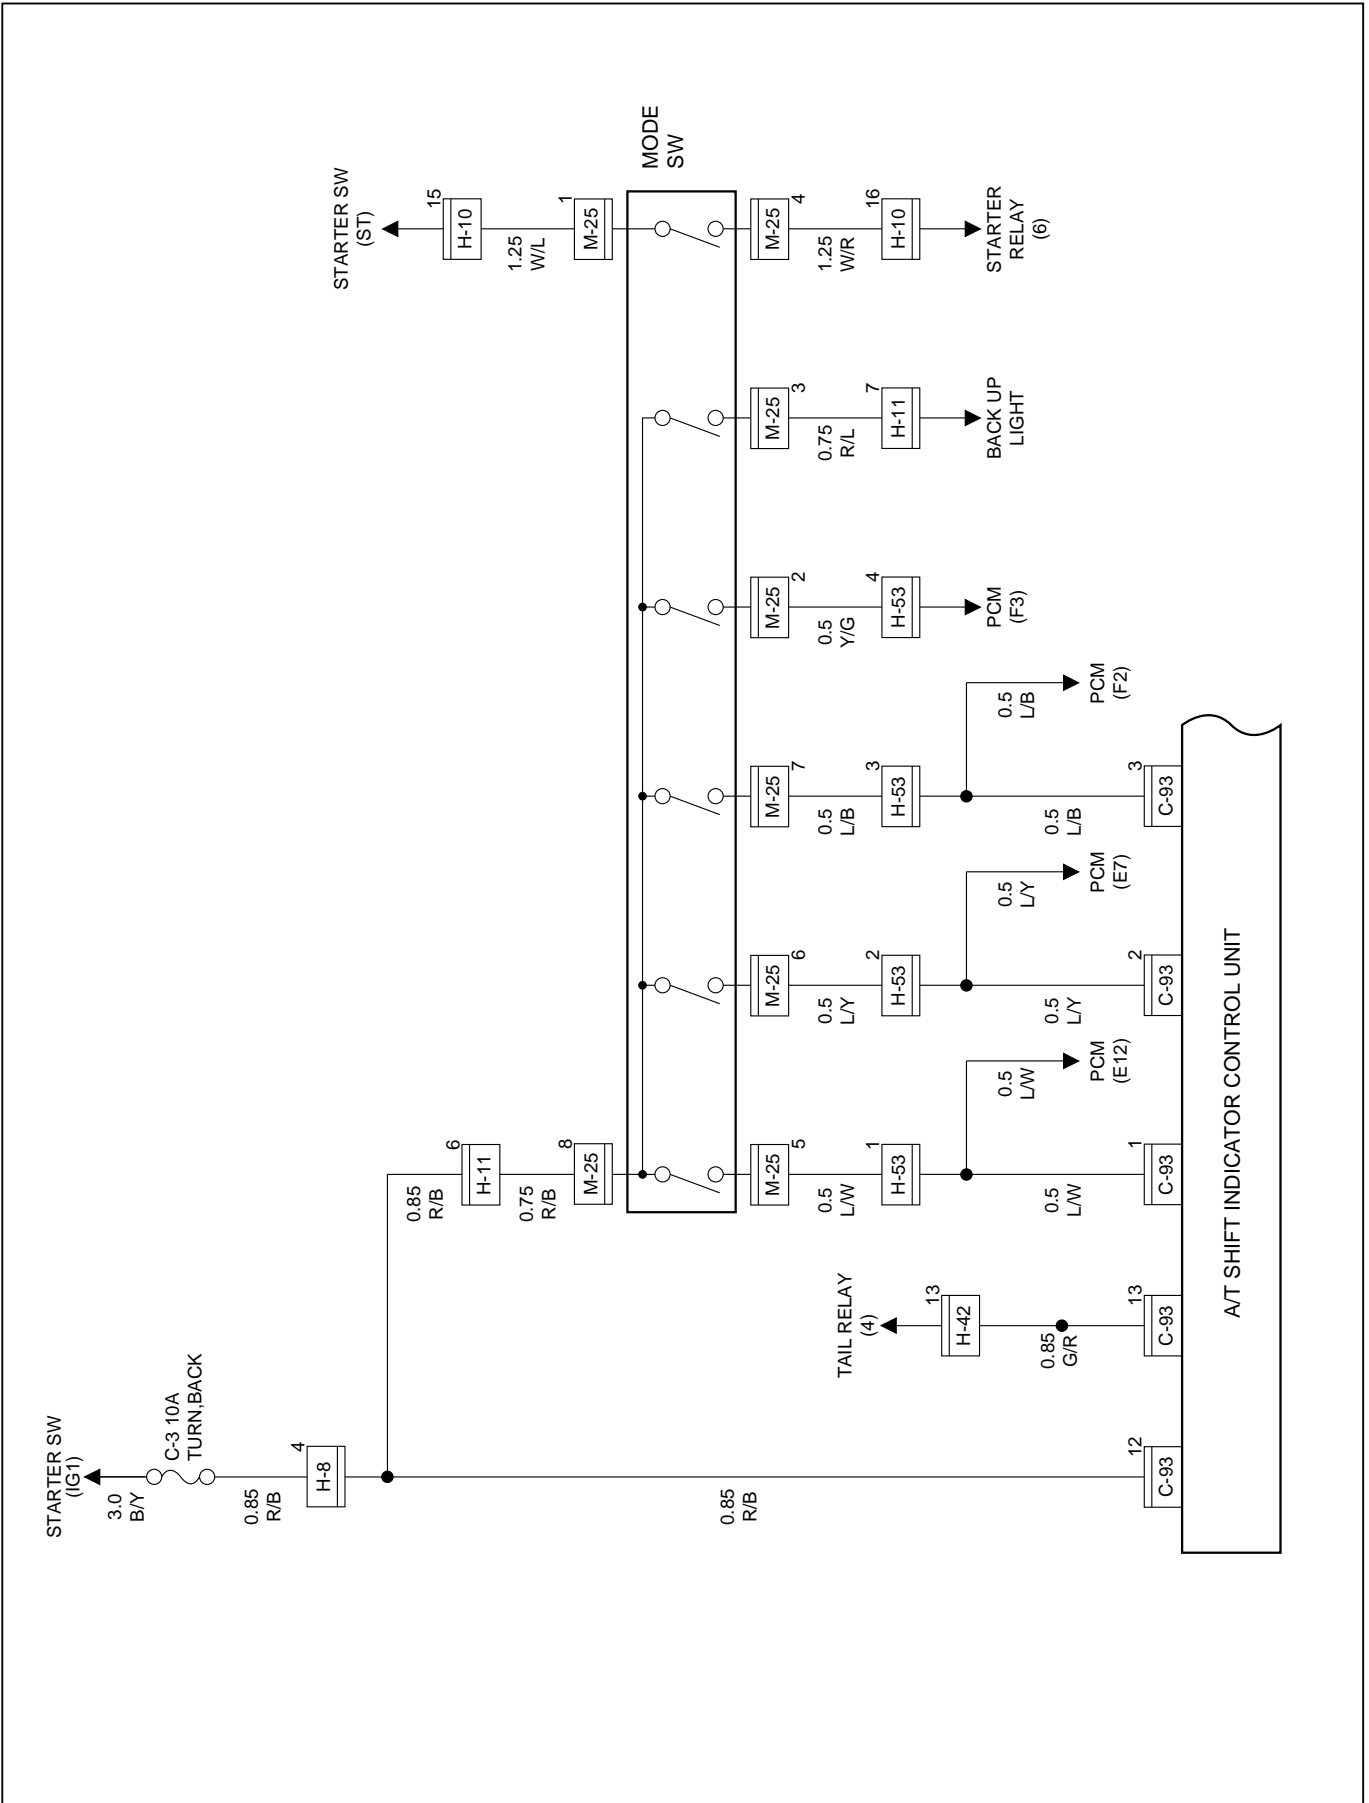 STARTER SW
(IG1)
3.0
B/Y
C-3 10A
TURN,BACK
0.85
R/B
4
H-8
0.85
R/B
12
C-93
TAIL RELAY
(4)
13
H-42
0.85
G/R
13
C-93
0.85
R/B
6
H-11
0.75
R/B
8
M-25
M-25
5
0.5
L/W
1
H-53
0.5
L/W
PCM
(E12)
0.5
L/W
1
C-93
M-25
6
0.5
L/Y
2
H-53
0.5
L/Y
PCM
(E7)
0.5
L/Y
2
C-93
M-25
7
0.5
L/B
3
H-53
0.5
L/B
PCM
(F2)
0.5
L/B
3
C-93
M-25
2
0.5
Y/G
4
H-53
PCM
(F3)
M-25
3
0.75
R/L
7
H-11
BACK UP
LIGHT
STARTER SW
(ST)
15
H-10
1.25
W/L
1
M-25
MODE
SW
M-25
4
1.25
W/R
16
H-10
STARTER
RELAY
(6)
A/T SHIFT INDICATOR CONTROL UNIT